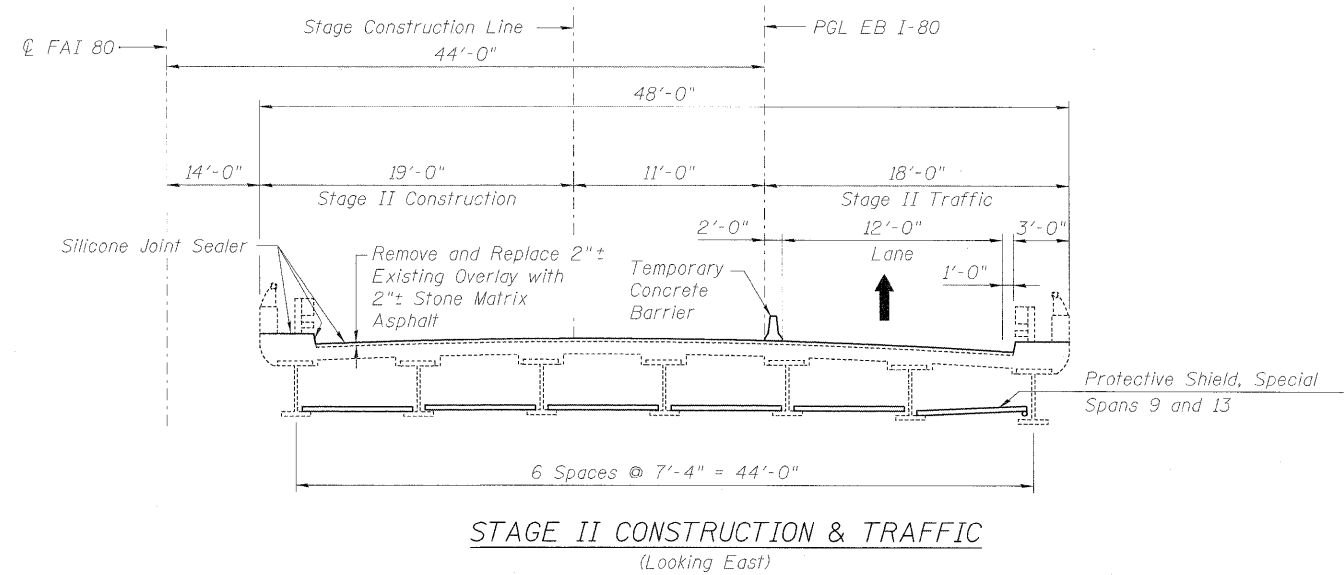 Stage Construction Line
PGL EB I-80
℄ FAI 80
44'-0"
48'-0"
14'-0"
19'-0"
11'-0"
18'-0"
Stage II Construction
Stage II Traffic
2'-0"
12'-0"
3'-0"
Lane
1'-0"
Silicone Joint Sealer
Remove and Replace 2"±
Existing Overlay with
2"± Stone Matrix
Asphalt
Temporary
Concrete
Barrier
Protective Shield, Special
Spans 9 and 13
6 Spaces @ 7'-4" = 44'-0"
STAGE II CONSTRUCTION & TRAFFIC
(Looking East)